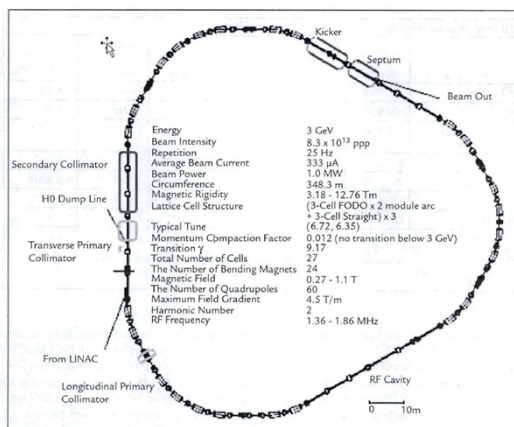 Kicker
Septum
Beam Out
Secondary Collimator
H0 Dump Line
Transverse Primary
Collimator
From LINAC
Longitudinal Primary
Collimator
RF Cavity
0 10m
Energy 3 GeV
Beam Intensity 8.3 x 10¹³ ppp
Repetition 25 Hz
Average Beam Current 333 µA
Beam Power 1.0 MW
Circumference 348.3 m
Magnetic Rigidity 3.18 - 12.76 Tm
Lattice Cell Structure (3-Cell FODO x 2 module arc
+ 3-Cell Straight) x 3
Typical Tune (6.72, 6.35)
Momentum Compaction Factor 0.012 (no transition below 3 GeV)
Transition γ 9.17
Total Number of Cells 27
The Number of Bending Magnets 24
Magnetic Field 0.27 - 1.1 T
The Number of Quadrupoles 60
Maximum Field Gradient 4.5 T/m
Harmonic Number 2
RF Frequency 1.36 - 1.86 MHz